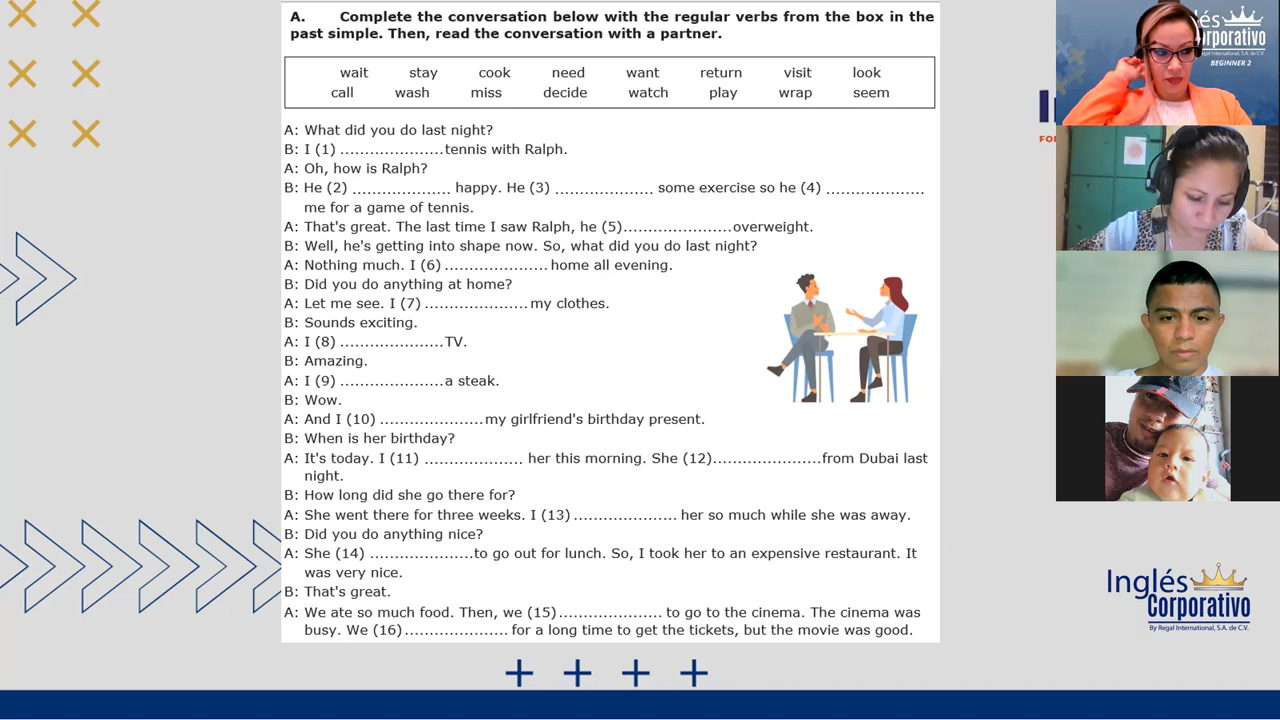 A. Complete the conversation below with the regular verbs from the box in the
past simple. Then, read the conversation with a partner.
wait stay cook need want return visit look
call wash miss decide watch play wrap seem
A: What did you do last night?
B: I (1) ..................... tennis with Ralph.
A: Oh, how is Ralph?
B: He (2) .................... happy. He (3) .................... some exercise so he (4) ....................
me for a game of tennis.
A: That's great. The last time I saw Ralph, he (5)...................... overweight.
B: Well, he's getting into shape now. So, what did you do last night?
A: Nothing much. I (6) ..................... home all evening.
B: Did you do anything at home?
A: Let me see. I (7) ..................... my clothes.
B: Sounds exciting.
A: I (8) ..................... TV.
B: Amazing.
A: I (9) ..................... a steak.
B: Wow.
A: And I (10) ..................... my girlfriend's birthday present.
B: When is her birthday?
A: It's today. I (11) .................... her this morning. She (12)...................... from Dubai last
night.
B: How long did she go there for?
A: She went there for three weeks. I (13) ..................... her so much while she was away.
B: Did you do anything nice?
A: She (14) ..................... to go out for lunch. So, I took her to an expensive restaurant. It
was very nice.
B: That's great.
A: We ate so much food. Then, we (15)..................... to go to the cinema. The cinema was
busy. We (16)..................... for a long time to get the tickets, but the movie was good.
BEGINNER 2
Inglés
Corporativo
By Regal International, S.A. de C.V.